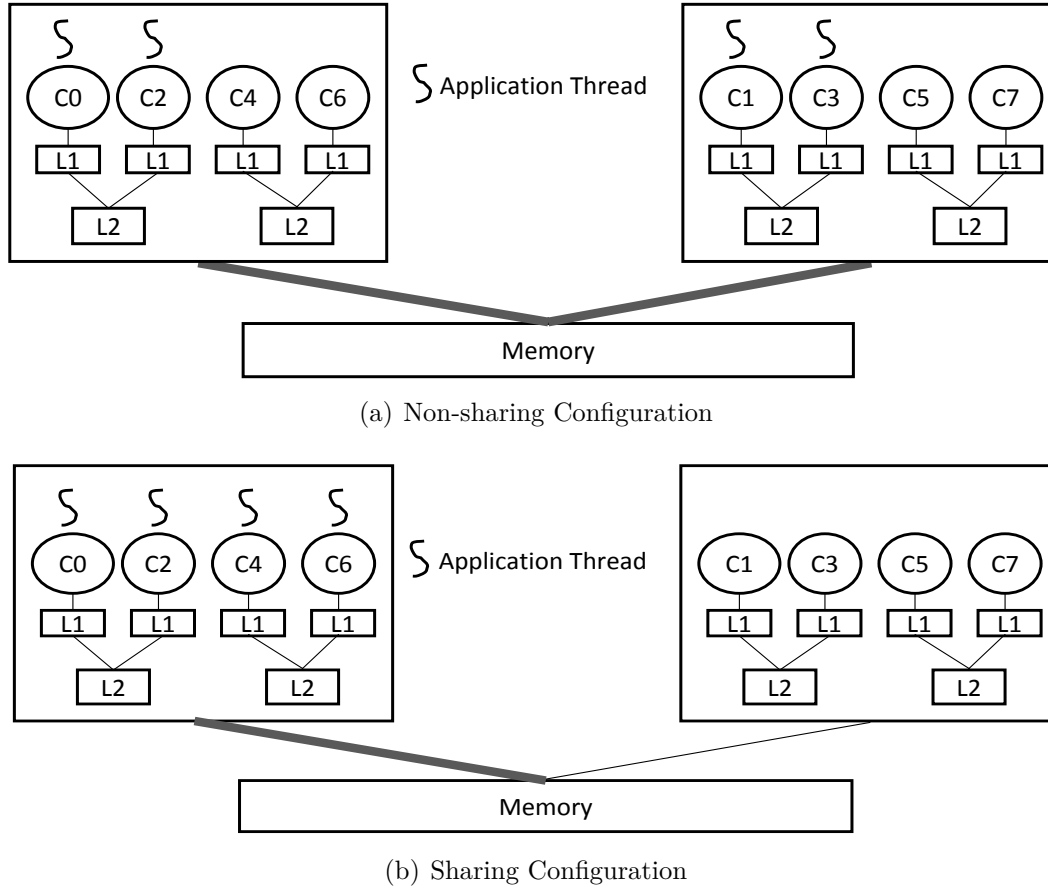 C0 C2 C4 C6 Application Thread C1 C3 C5 C7
L1 L1 L1 L1 L1 L1 L1 L1
L2 L2 L2 L2
Memory
(a) Non-sharing Configuration
C0 C2 C4 C6 Application Thread C1 C3 C5 C7
L1 L1 L1 L1 L1 L1 L1 L1
L2 L2 L2 L2
Memory
(b) Sharing Configuration